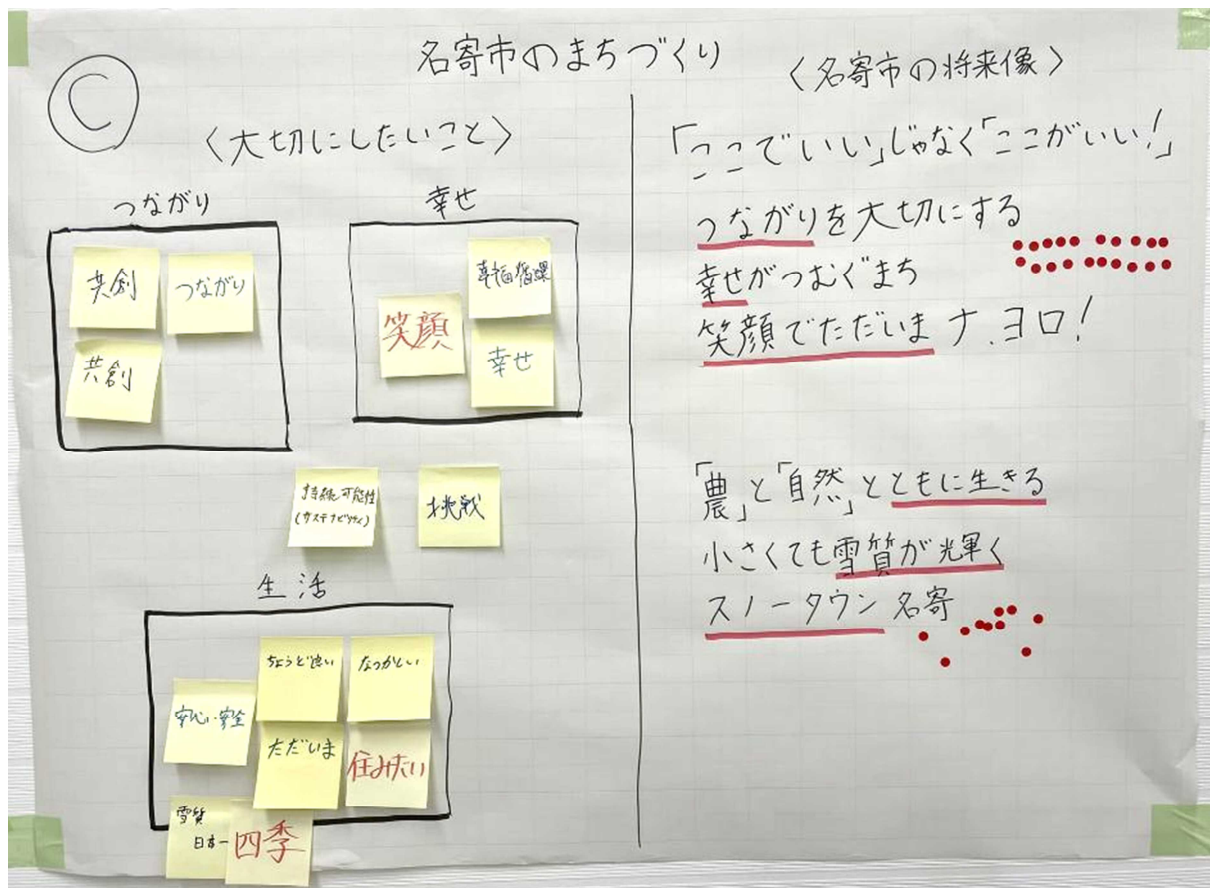 名寄市のまちづくり
C
〈大切にしたいこと〉
つながり
共創
つながり
共創
幸せ
幸福循環
笑顔
幸せ
持続可能性
(サステナビリティ)
挑戦
生活
ちょうど良い
なつかしい
安心・安全
ただいま
住みたい
雪質
日本一
四季
〈名寄市の将来像〉
「ここでいい」じゃなく「ここがいい!」
つながりを大切にする
幸せがつむぐまち
笑顔でただいま ナ.ヨロ!
「農」と「自然」とともに生きる
小さくても雪質が光輝く
スノータウン 名寄